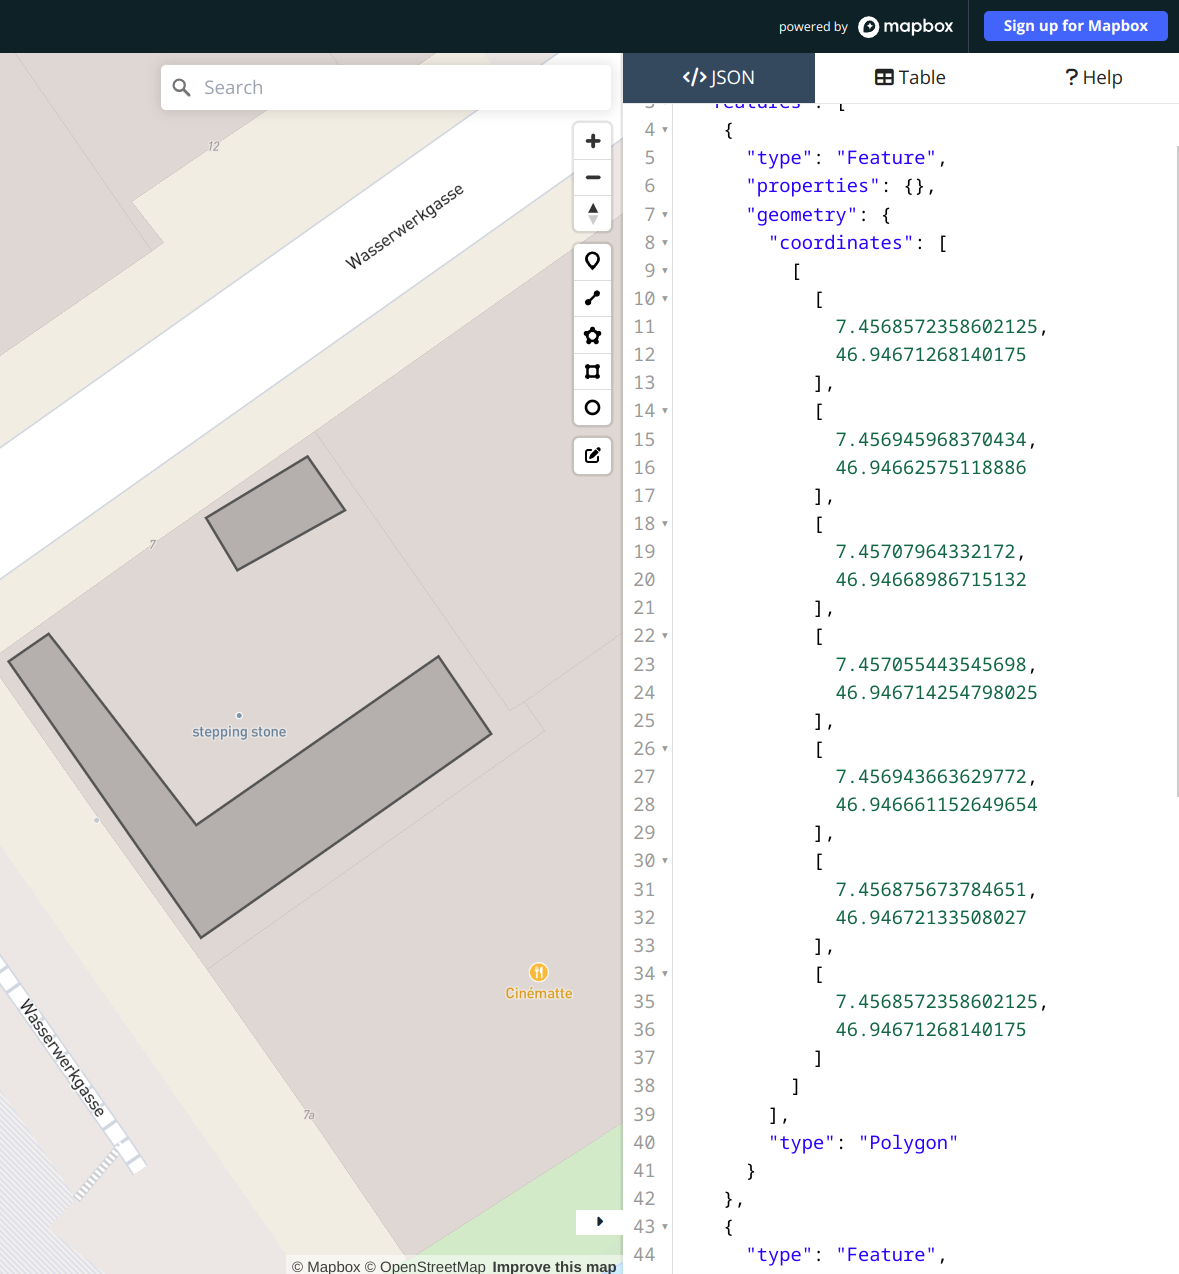 powered by mapbox
Sign up for Mapbox
Search
JSON
Table
Help
12
Wasserwerkgasse
7
stepping stone
Cinématte
Wasserwerkgasse
7a
© Mapbox © OpenStreetMap Improve this map
3 "features": [
4 {
5 "type": "Feature",
6 "properties": {},
7 "geometry": {
8 "coordinates": [
9 [
10 [
11 7.4568572358602125,
12 46.94671268140175
13 ],
14 [
15 7.456945968370434,
16 46.94662575118886
17 ],
18 [
19 7.45707964332172,
20 46.94668986715132
21 ],
22 [
23 7.457055443545698,
24 46.946714254798025
25 ],
26 [
27 7.456943663629772,
28 46.946661152649654
29 ],
30 [
31 7.456875673784651,
32 46.94672133508027
33 ],
34 [
35 7.4568572358602125,
36 46.94671268140175
37 ]
38 ]
39 ],
40 "type": "Polygon"
41 }
42 },
43 {
44 "type": "Feature",